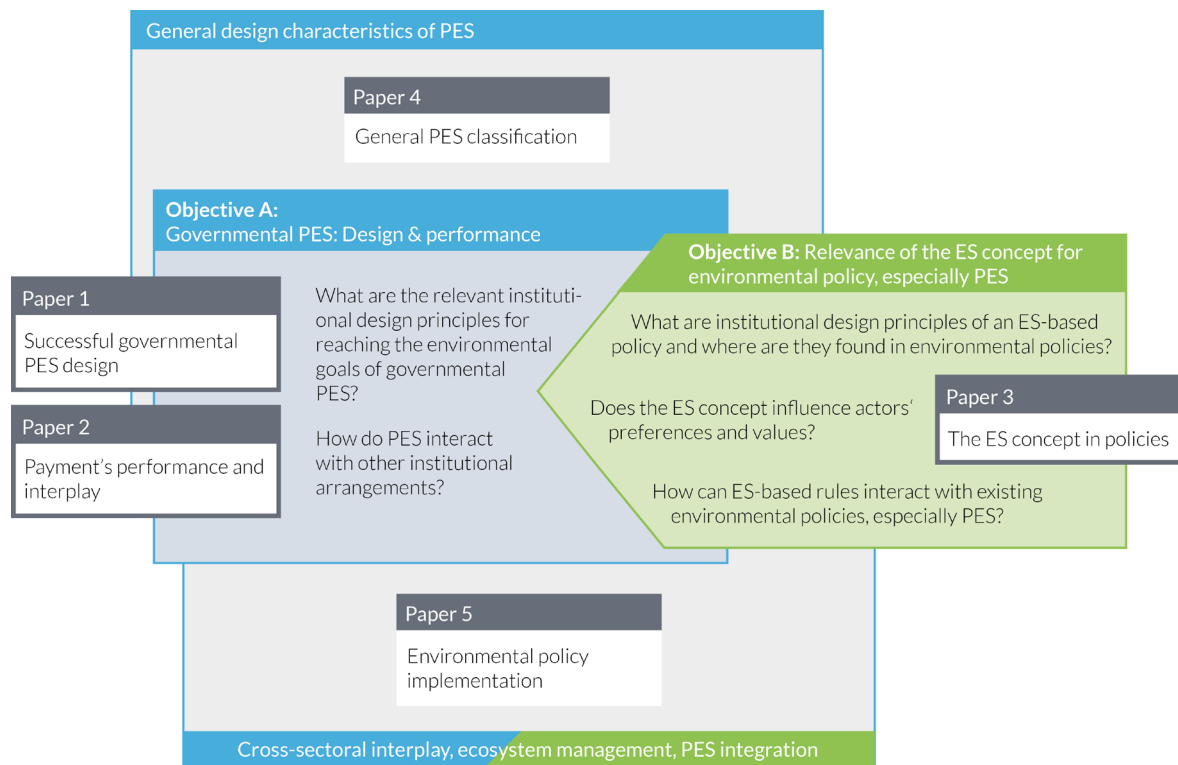 General design characteristics of PES
Paper 4
General PES classification
Objective A:
Governmental PES: Design & performance
Paper 1
Successful governmental
PES design
Paper 2
Payment’s performance and
interplay
What are the relevant instituti-
onal design principles for
reaching the environmental
goals of governmental
PES?
How do PES interact
with other institutional
arrangements?
Objective B: Relevance of the ES concept for
environmental policy, especially PES
What are institutional design principles of an ES-based
policy and where are they found in environmental policies?
Does the ES concept influence actors‘
preferences and values?
Paper 3
The ES concept in policies
How can ES-based rules interact with existing
environmental policies, especially PES?
Paper 5
Environmental policy
implementation
Cross-sectoral interplay, ecosystem management, PES integration